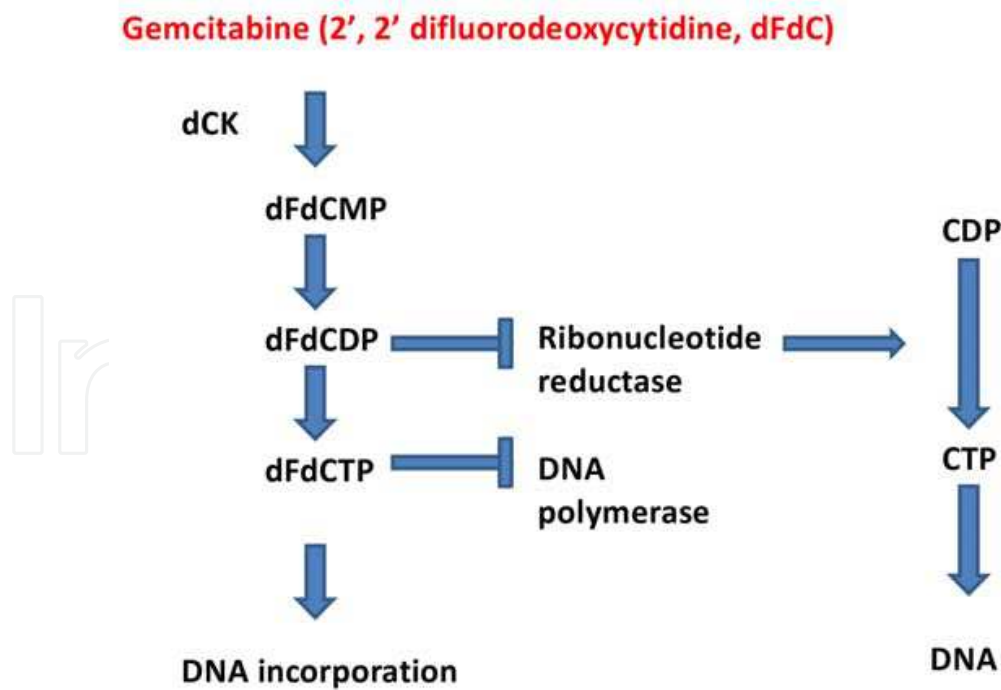 Gemcitabine (2', 2' difluorodeoxycytidine, dFdC)
dCK
dFdCMP
CDP
dFdCDP
Ribonucleotide
reductase
dFdCTP
DNA
polymerase
CTP
DNA incorporation
DNA